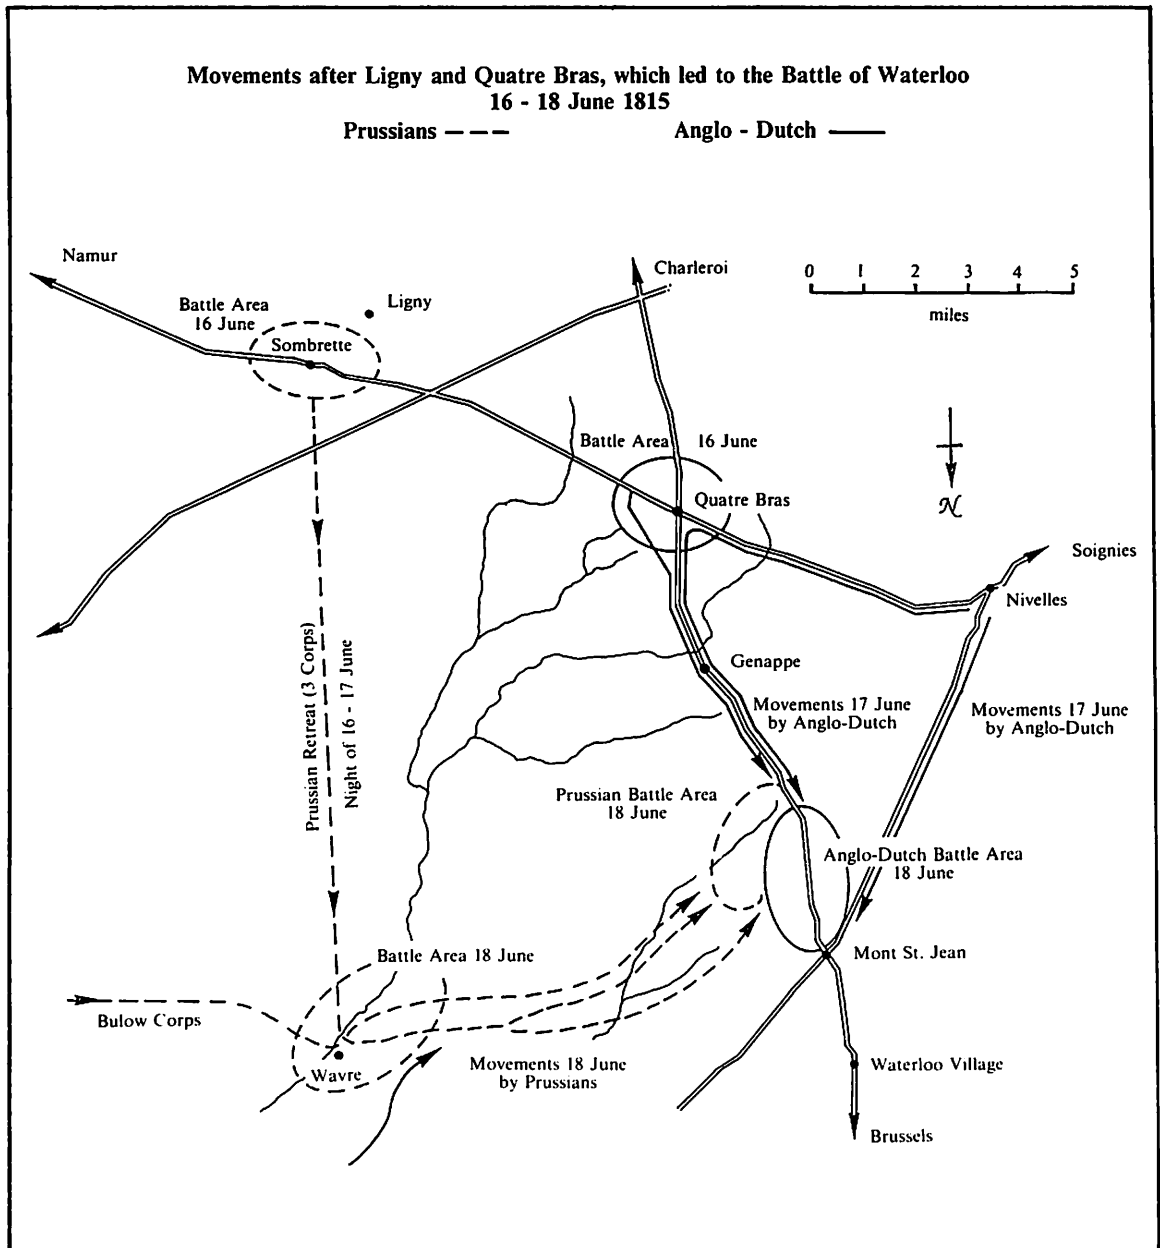 Movements after Ligny and Quatre Bras, which led to the Battle of Waterloo
16 - 18 June 1815
Prussians
Anglo - Dutch
Namur
Charleroi
0 1 2 3 4 5
miles
Battle Area
16 June
Ligny
Sombrette
Battle Area 16 June
Quatre Bras
N
Soignies
Nivelles
Genappe
Prussian Retreat (3 Corps)
Night of 16 - 17 June
Movements 17 June
by Anglo-Dutch
Movements 17 June
by Anglo-Dutch
Prussian Battle Area
18 June
Anglo-Dutch Battle Area
18 June
Battle Area 18 June
Mont St. Jean
Bulow Corps
Wavre
Movements 18 June
by Prussians
Waterloo Village
Brussels